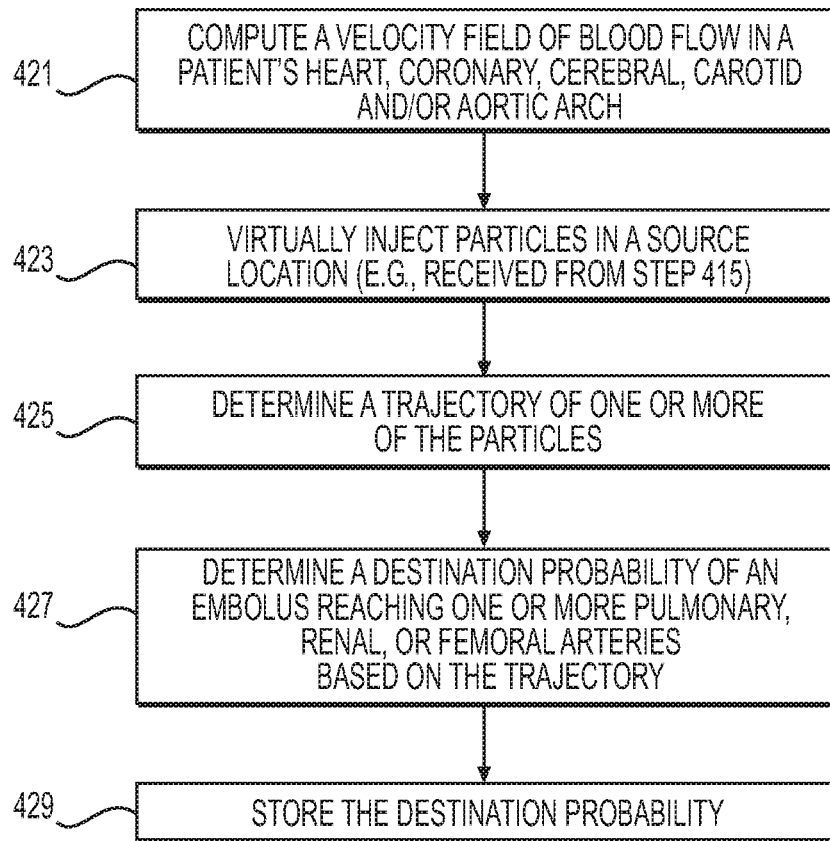 421
COMPUTE A VELOCITY FIELD OF BLOOD FLOW IN A
PATIENT'S HEART, CORONARY, CEREBRAL, CAROTID
AND/OR AORTIC ARCH
423
VIRTUALLY INJECT PARTICLES IN A SOURCE
LOCATION (E.G., RECEIVED FROM STEP 415)
425
DETERMINE A TRAJECTORY OF ONE OR MORE
OF THE PARTICLES
427
DETERMINE A DESTINATION PROBABILITY OF AN
EMBOLUS REACHING ONE OR MORE PULMONARY,
RENAL, OR FEMORAL ARTERIES
BASED ON THE TRAJECTORY
429
STORE THE DESTINATION PROBABILITY